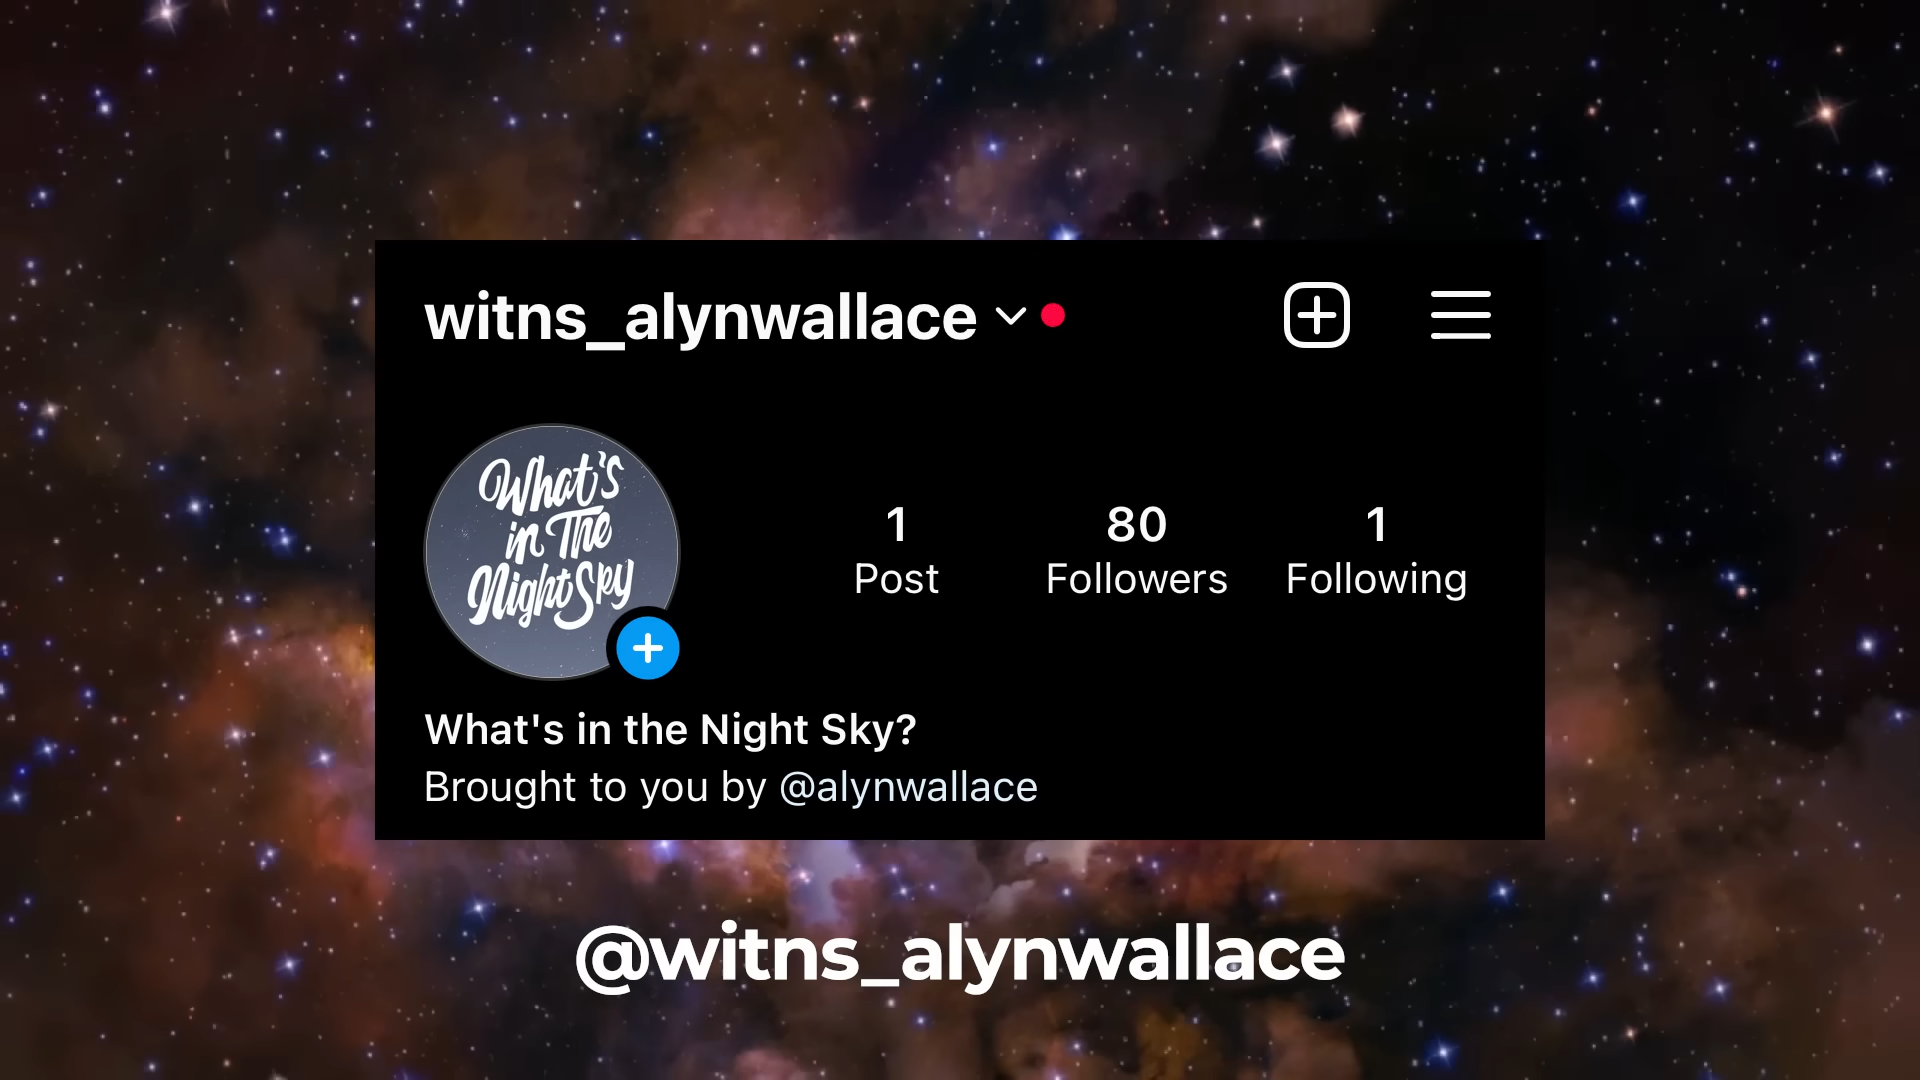 witns_alynwallace
What's
in The
Night Sky
1
Post
80
Followers
1
Following
What's in the Night Sky?
Brought to you by @alynwallace
@witns_alynwallace